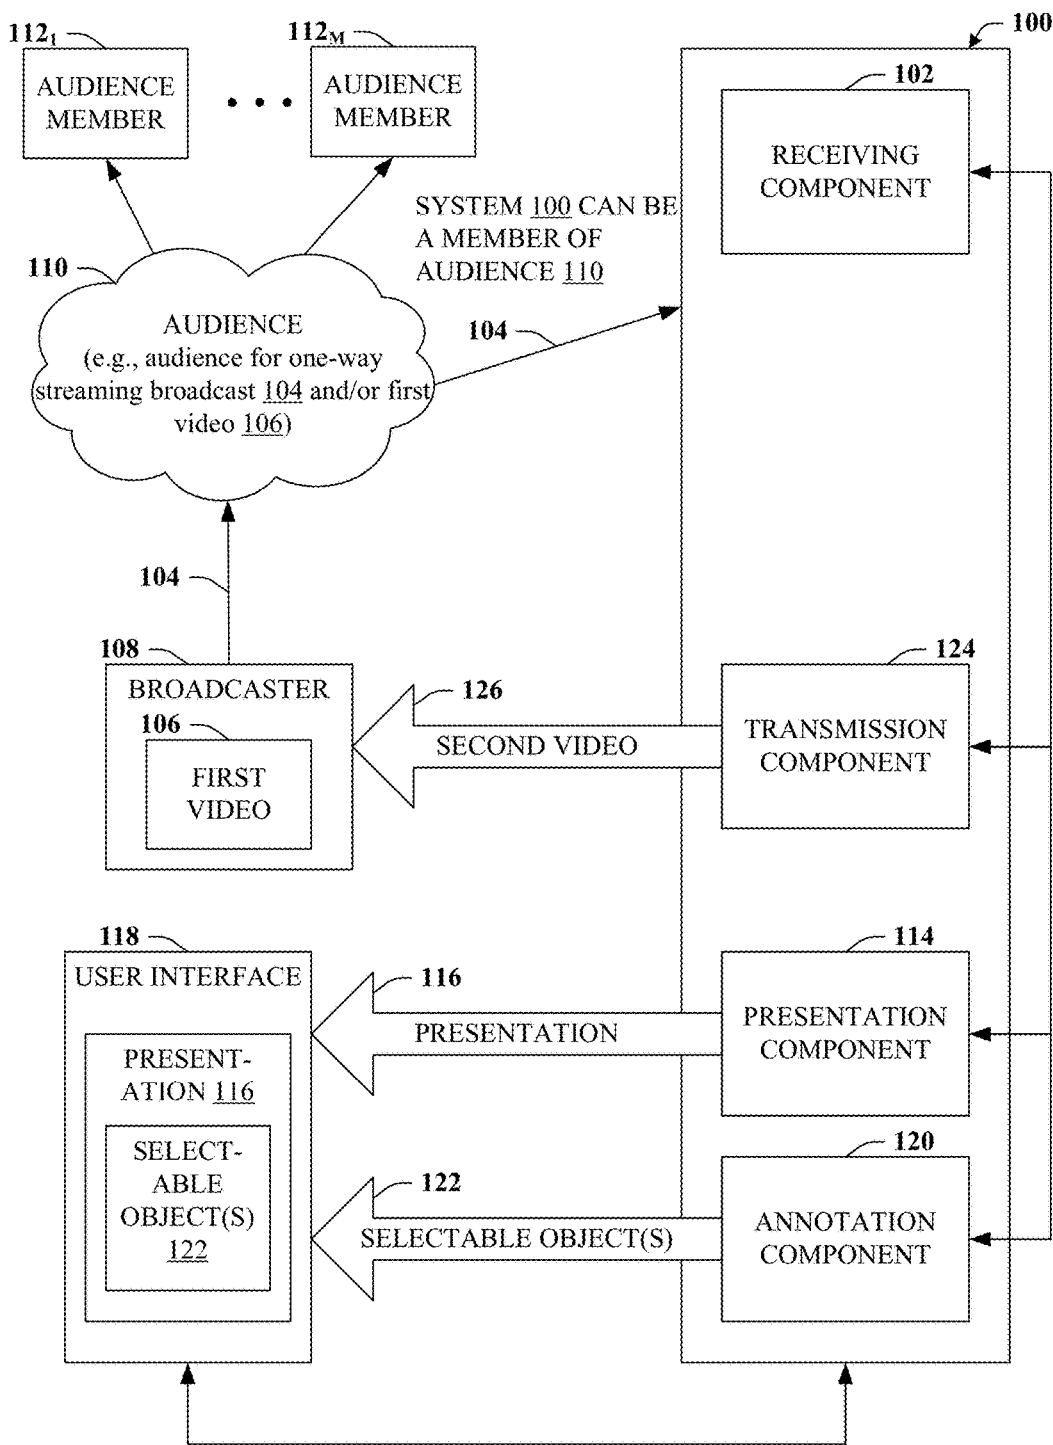 112₁
112M
100
AUDIENCE
MEMBER
AUDIENCE
MEMBER
102
RECEIVING
COMPONENT
SYSTEM 100 CAN BE
A MEMBER OF
AUDIENCE 110
110
AUDIENCE
(e.g., audience for one-way
streaming broadcast 104 and/or first
video 106)
104
104
108
BROADCASTER
106
FIRST
VIDEO
126
SECOND VIDEO
124
TRANSMISSION
COMPONENT
118
USER INTERFACE
PRESENT-
ATION 116
SELECT-
ABLE
OBJECT(S)
122
116
PRESENTATION
114
PRESENTATION
COMPONENT
122
SELECTABLE OBJECT(S)
120
ANNOTATION
COMPONENT